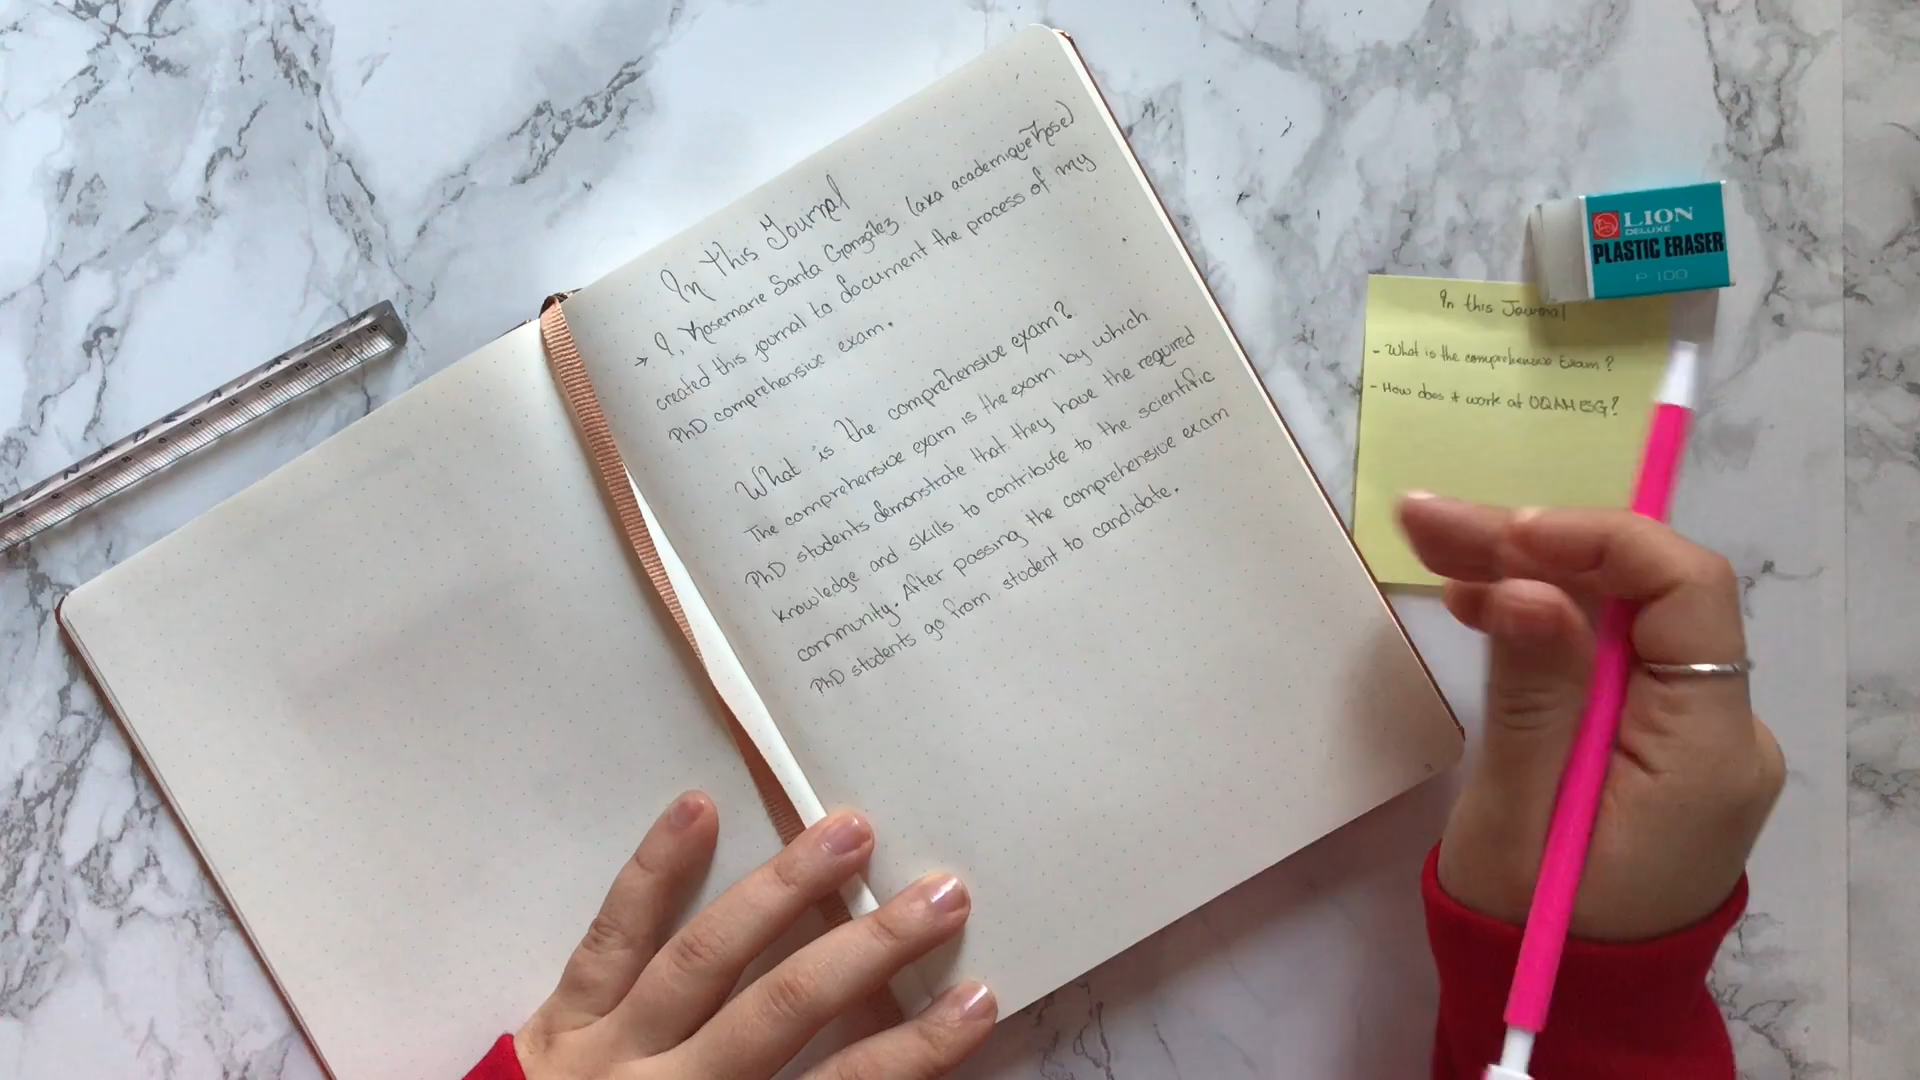 In this Journal
→ I, Rosemarie Santa González (aka academiqueRose)
created this journal to document the process of my
PhD comprehensive exam.
What is the comprehensive exam?
The comprehensive exam is the exam by which
PhD students demonstrate that they have the required
knowledge and skills to contribute to the scientific
community. After passing the comprehensive exam
PhD students go from student to candidate.
In this Journal
- What is the comprehensive Exam?
- How does it work at UQAM ESG?
LION
DELUXE
PLASTIC ERASER
P 100